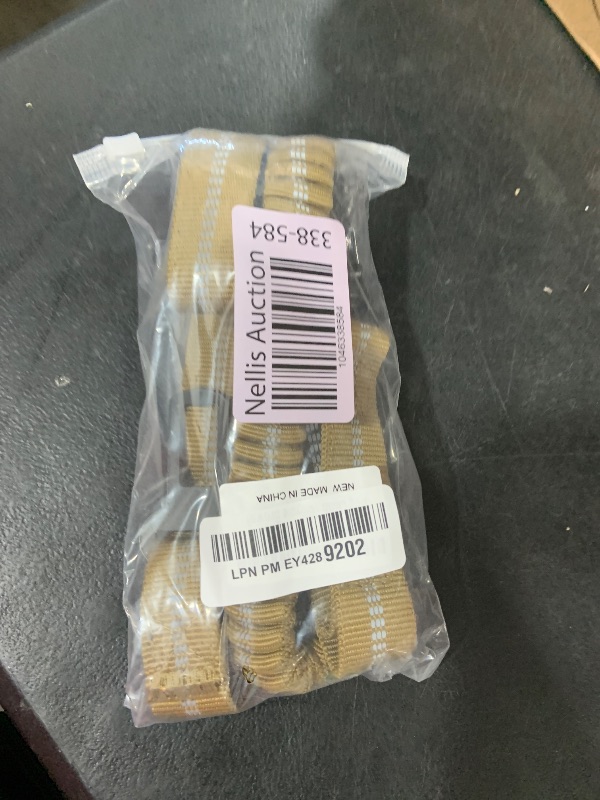 338-584
Nellis Auction
1046338584
NEW MADE IN CHINA
LPN PM EY428 9202